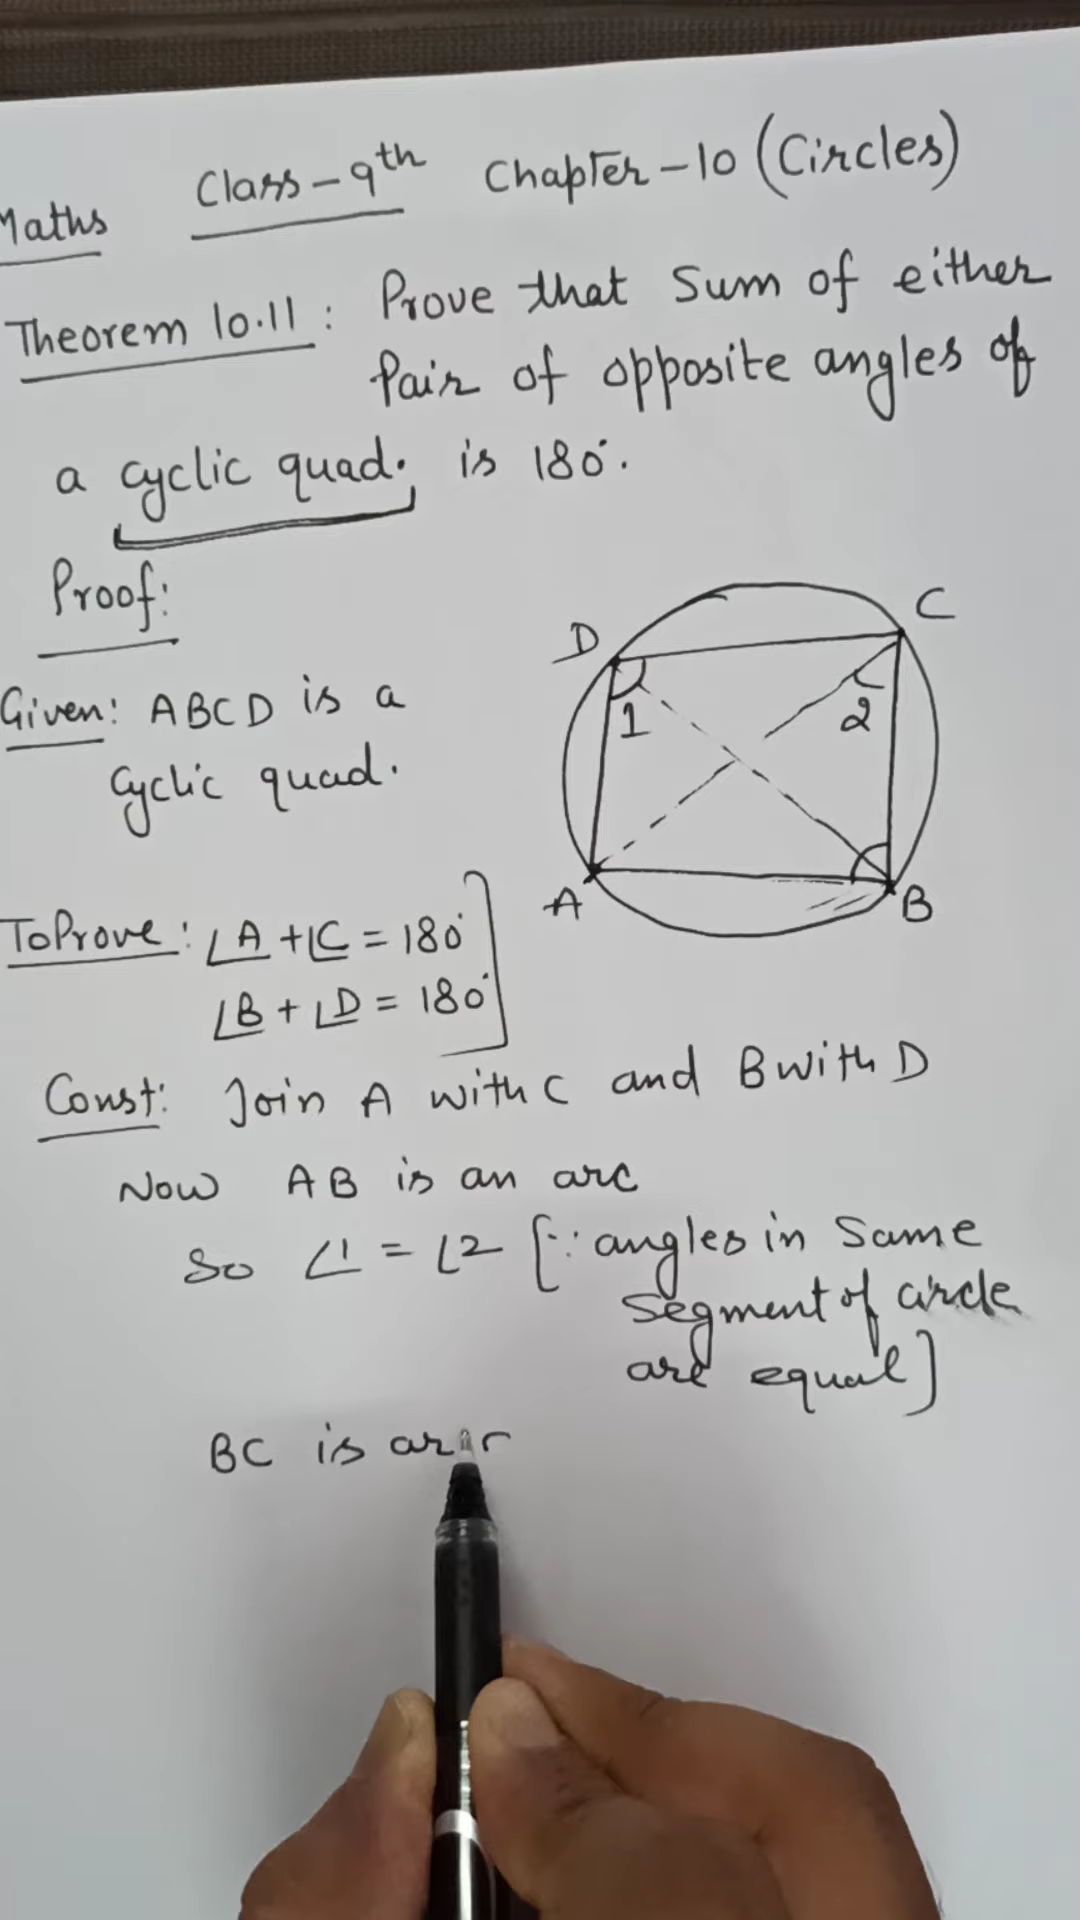 Maths Class-9th Chapter-10 (Circles)
Theorem 10.11: Prove that Sum of either
Pair of opposite angles of
a cyclic quad. is 180°.
Proof:
D C
1 2
Given: ABCD is a
cyclic quad.
A B
To Prove: ∠A + ∠C = 180°
∠B + ∠D = 180°
Const: Join A with C and B with D
Now AB is an arc
So ∠1 = ∠2 [∵ angles in Same
Segment of circle
are equal]
BC is